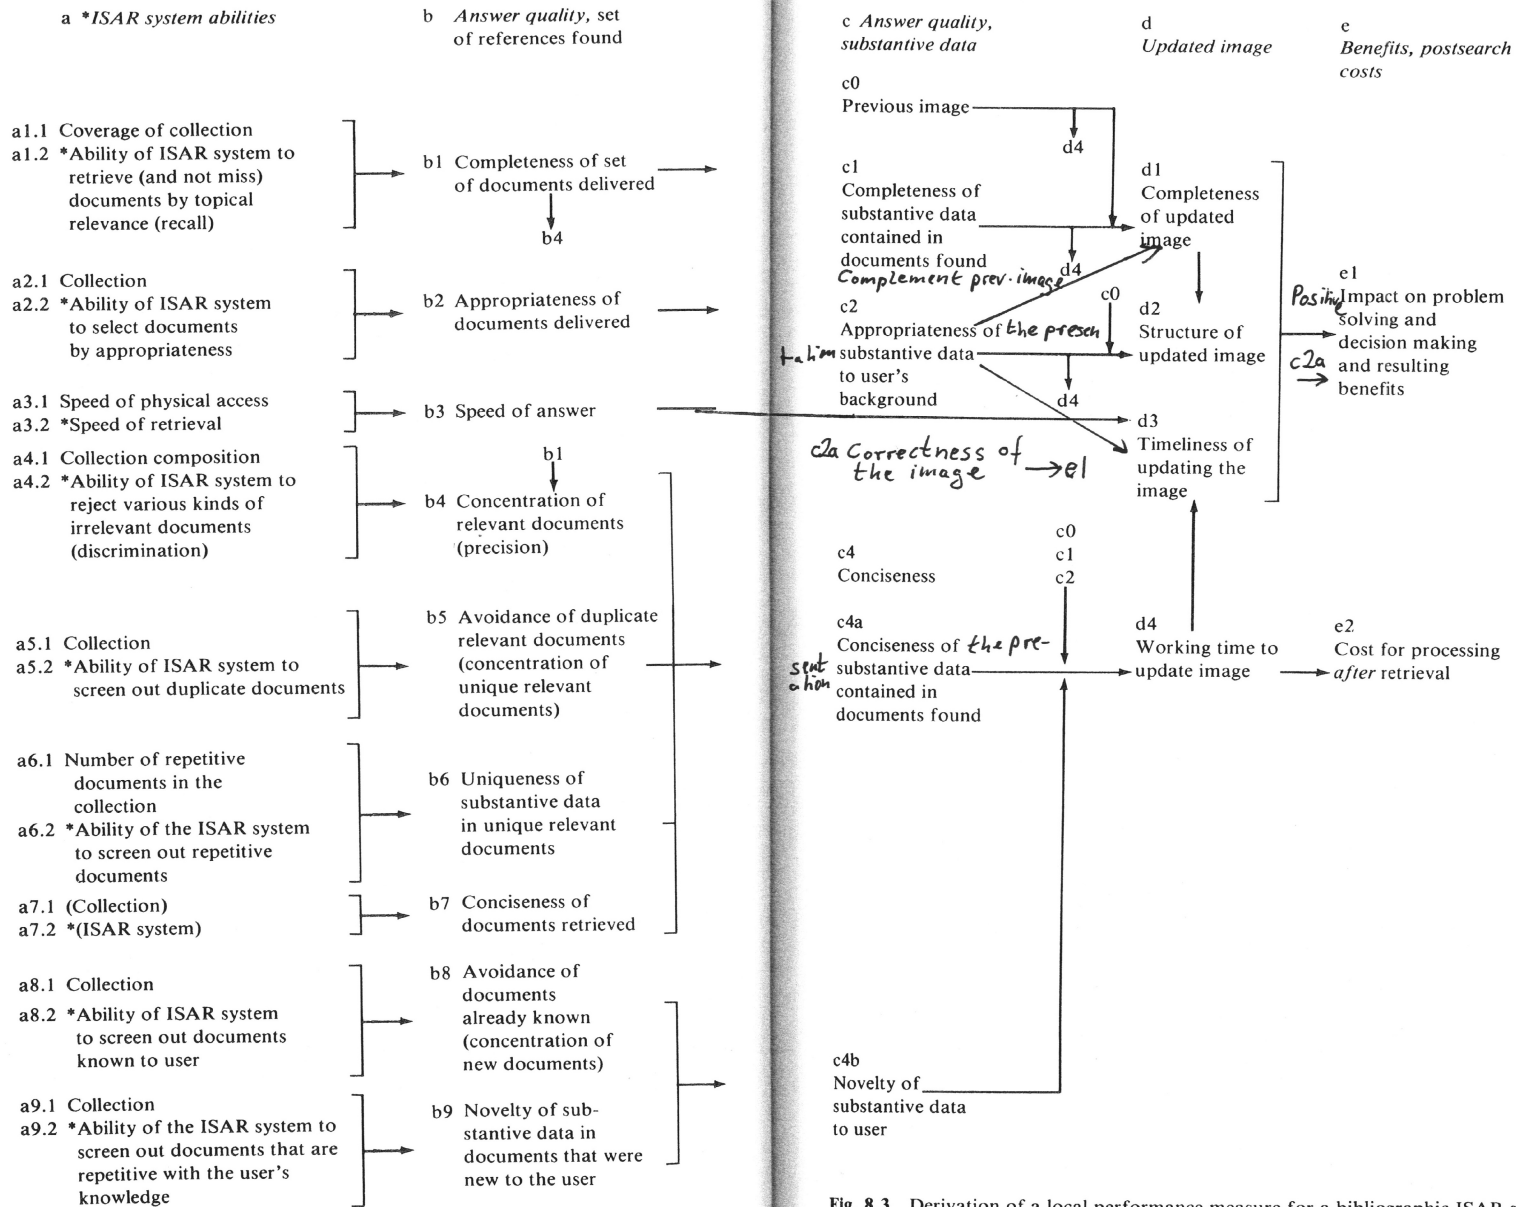 a *ISAR system abilities
b Answer quality, set
of references found
a1.1 Coverage of collection
a1.2 *Ability of ISAR system to
retrieve (and not miss)
documents by topical
relevance (recall)
b1 Completeness of set
of documents delivered
b4
a2.1 Collection
a2.2 *Ability of ISAR system
to select documents
by appropriateness
b2 Appropriateness of
documents delivered
a3.1 Speed of physical access
a3.2 *Speed of retrieval
b3 Speed of answer
a4.1 Collection composition
a4.2 *Ability of ISAR system to
reject various kinds of
irrelevant documents
(discrimination)
b1
b4 Concentration of
relevant documents
(precision)
a5.1 Collection
a5.2 *Ability of ISAR system to
screen out duplicate documents
b5 Avoidance of duplicate
relevant documents
(concentration of
unique relevant
documents)
a6.1 Number of repetitive
documents in the
collection
a6.2 *Ability of the ISAR system
to screen out repetitive
documents
b6 Uniqueness of
substantive data
in unique relevant
documents
a7.1 (Collection)
a7.2 *(ISAR system)
b7 Conciseness of
documents retrieved
a8.1 Collection
a8.2 *Ability of ISAR system
to screen out documents
known to user
b8 Avoidance of
documents
already known
(concentration of
new documents)
a9.1 Collection
a9.2 *Ability of the ISAR system to
screen out documents that are
repetitive with the user's
knowledge
b9 Novelty of sub-
stantive data in
documents that were
new to the user
c Answer quality,
substantive data
d
Updated image
e
Benefits, postsearch
costs
c0
Previous image
d4
c1
Completeness of
substantive data
contained in
documents found
d4
Complement prev. image
d1
Completeness
of updated
image
c2
Appropriateness of the presen
tation substantive data
to user's
background
c0
d4
d2
Structure of
updated image
d3
Timeliness of
updating the
image
c2a Correctness of
the image → e1
e1
Positive Impact on problem
solving and
decision making
c2a and resulting
→ benefits
c4
Conciseness
c0
c1
c2
c4a
Conciseness of the pre-
sent substantive data
ation contained in
documents found
d4
Working time to
update image
e2
Cost for processing
after retrieval
c4b
Novelty of
substantive data
to user
Fig. 8.3 Derivation of a local performance measure for a bibliographic ISAR